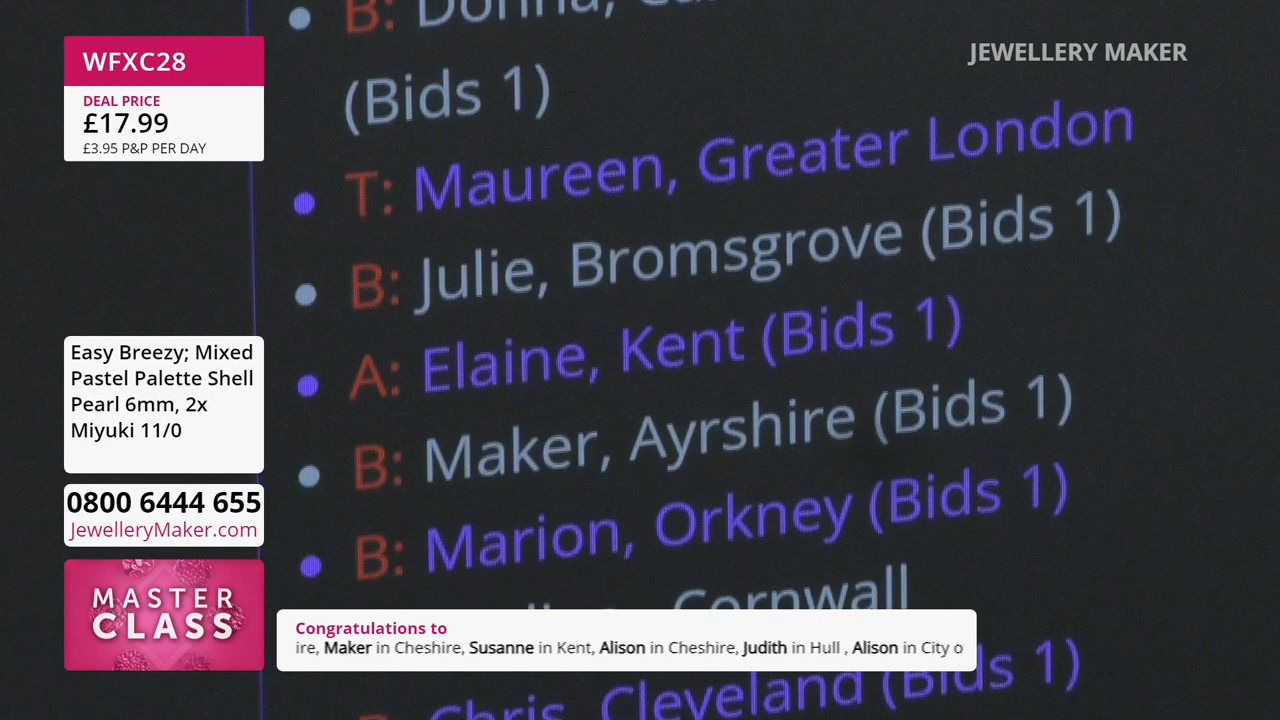 WFXC28
DEAL PRICE
£17.99
£3.95 P&P PER DAY
JEWELLERY MAKER
B: Donna,
(Bids 1)
T: Maureen, Greater London
B: Julie, Bromsgrove (Bids 1)
A: Elaine, Kent (Bids 1)
B: Maker, Ayrshire (Bids 1)
B: Marion, Orkney (Bids 1)
Cornwall
Chris, Cleveland (Bids 1)
Easy Breezy; Mixed
Pastel Palette Shell
Pearl 6mm, 2x
Miyuki 11/0
0800 6444 655
JewelleryMaker.com
MASTER
CLASS
Congratulations to
ire, Maker in Cheshire, Susanne in Kent, Alison in Cheshire, Judith in Hull , Alison in City o